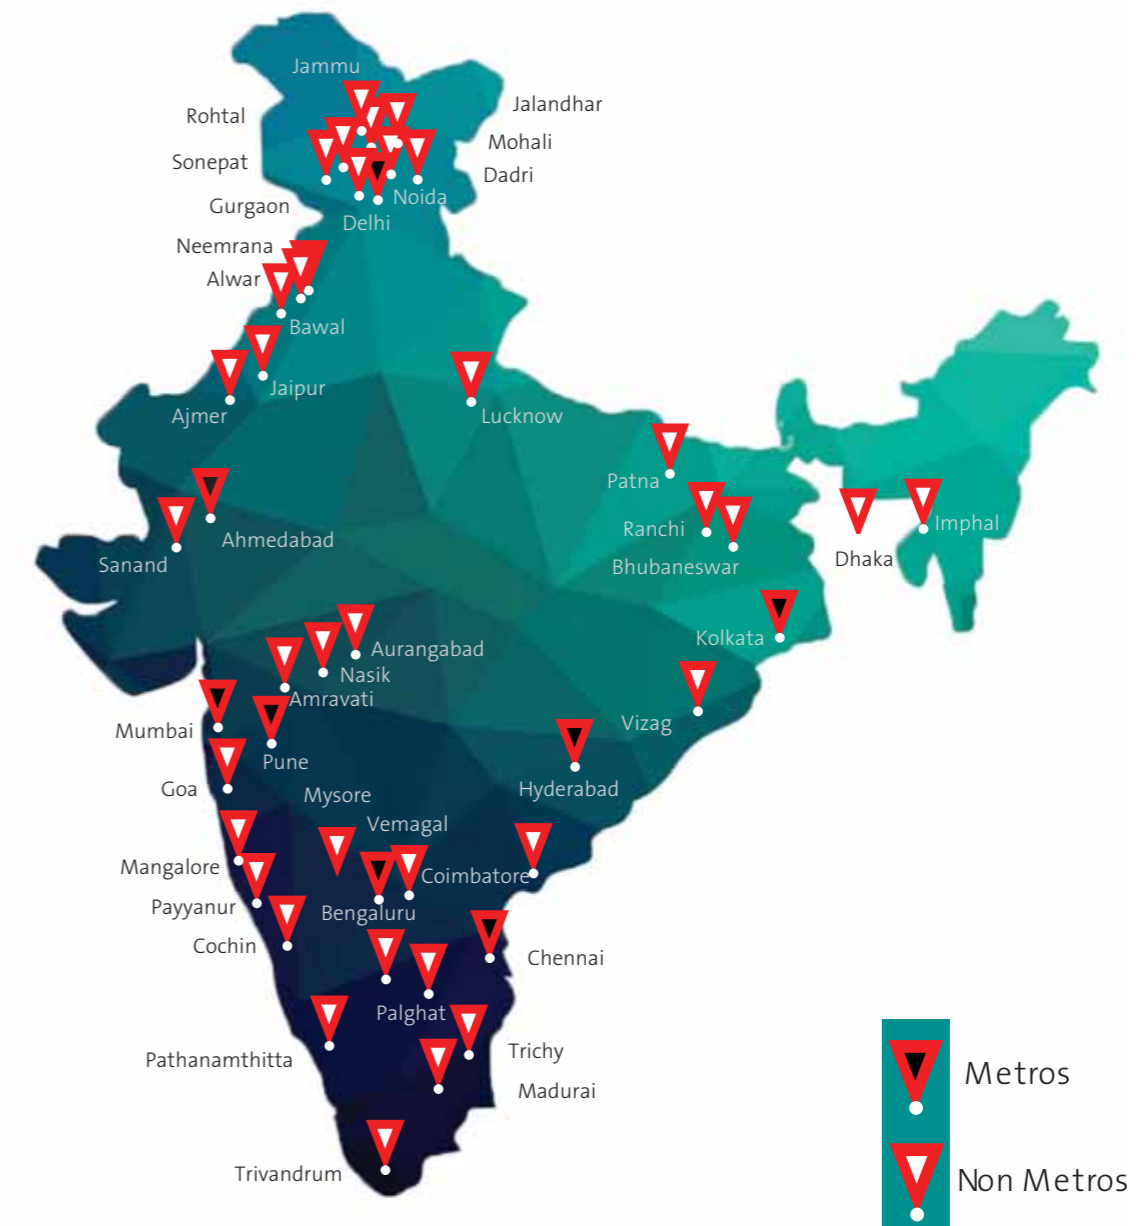 Jammu
Jalandhar
Rohtal
Mohali
Sonepat
Dadri
Noida
Gurgaon
Delhi
Neemrana
Alwar
Bawal
Jaipur
Ajmer
Lucknow
Patna
Ranchi
Imphal
Ahmedabad
Dhaka
Sanand
Bhubaneswar
Kolkata
Aurangabad
Nasik
Amravati
Vizag
Mumbai
Pune
Goa
Hyderabad
Mysore
Vemagal
Mangalore
Coimbatore
Payyanur
Bengaluru
Cochin
Chennai
Palghat
Trichy
Pathanamthitta
Metros
Madurai
Trivandrum
Non Metros